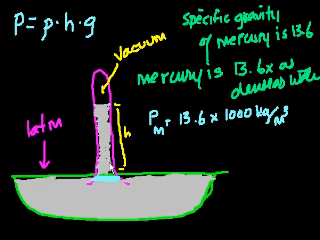 P = ρ · h · g
specific gravity
of mercury is 13.6
vacuum
mercury is 13.6x as
dense as water
ρM = 13.6 x 1000 kg/m³
1atm
h